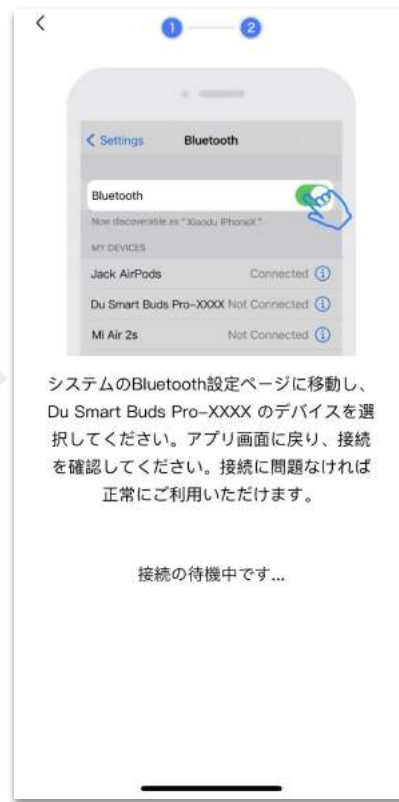 1 2
Settings Bluetooth
Bluetooth
Now discoverable as "Xiaodu iPhoneX"
MY DEVICES
Jack AirPods Connected
Du Smart Buds Pro-XXXX Not Connected
Mi Air 2s Not Connected
システムのBluetooth設定ページに移動し、
Du Smart Buds Pro-XXXX のデバイスを選
択してください。アプリ画面に戻り、接続
を確認してください。接続に問題なければ
正常にご利用いただけます。
接続の待機中です...